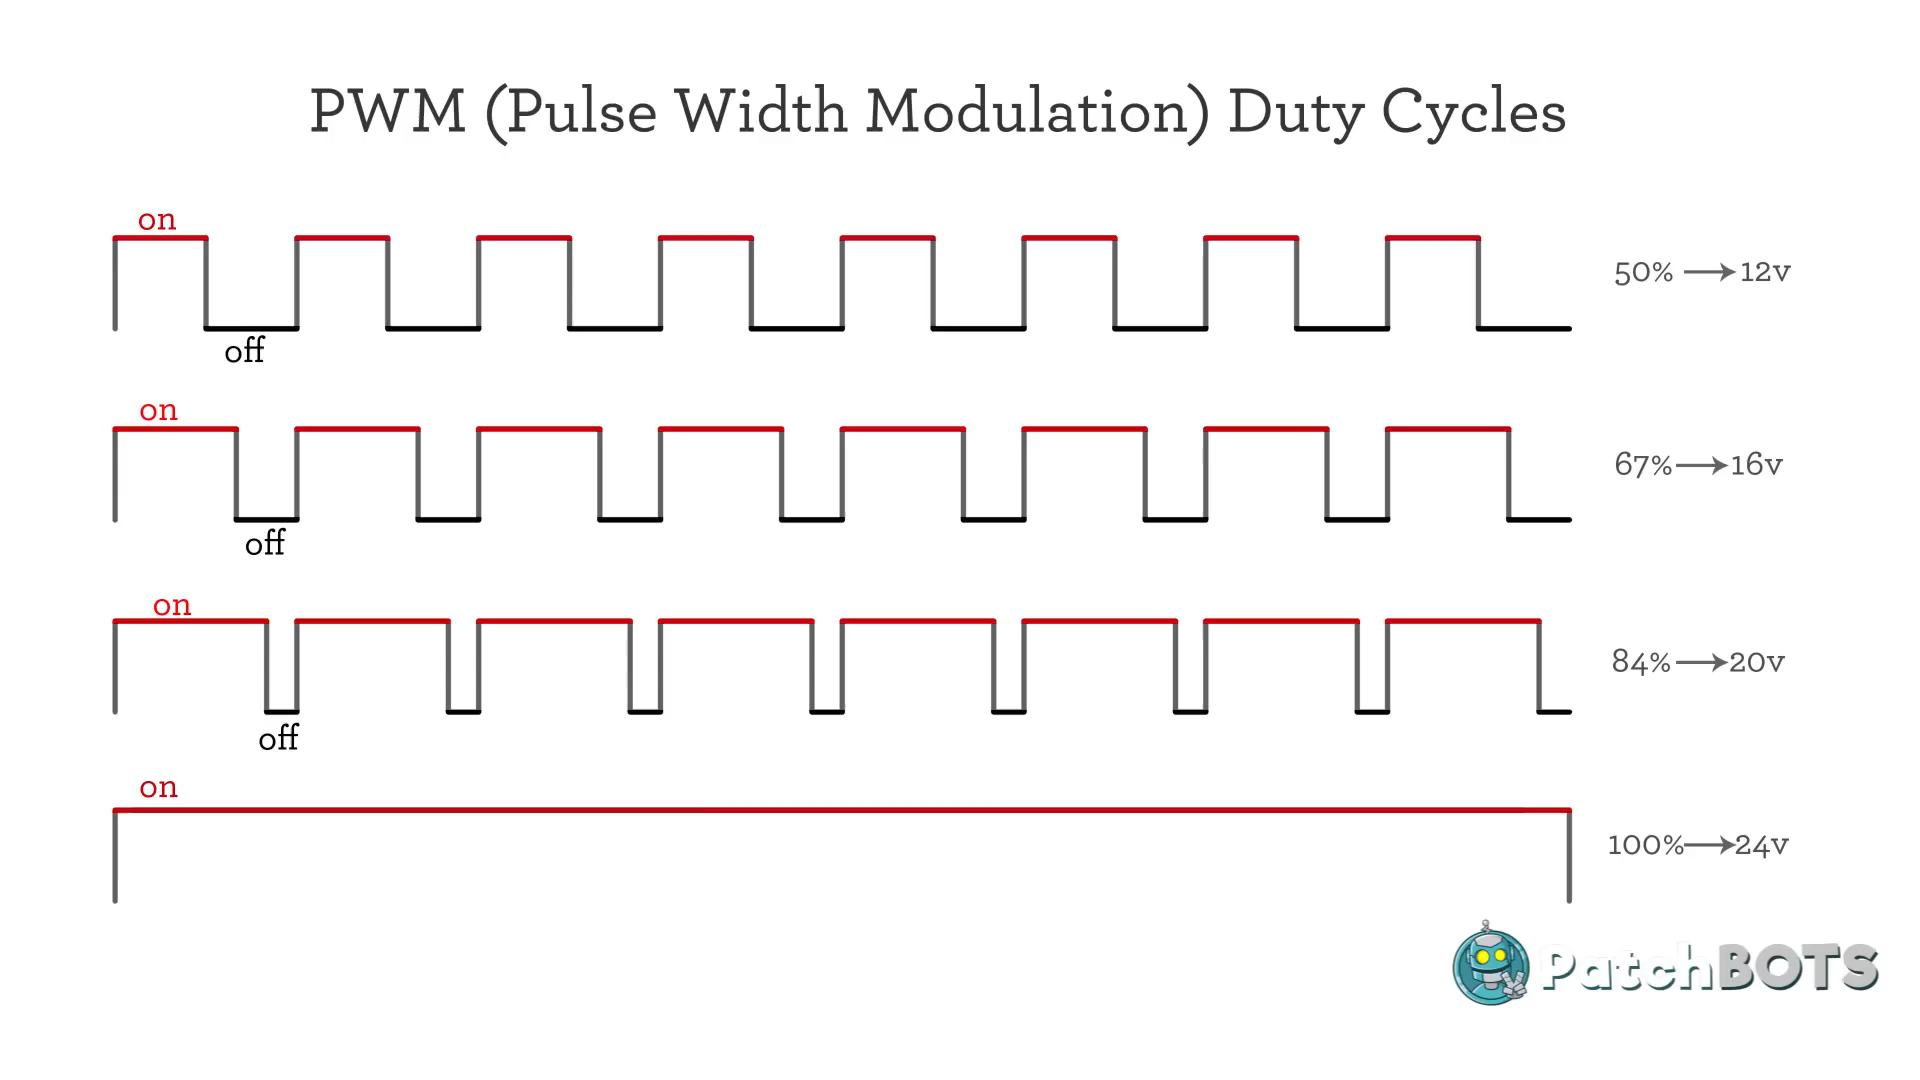 PWM (Pulse Width Modulation) Duty Cycles
on
50% 12v
off
on
67% 16v
off
on
84% 20v
off
on
100% 24v
PatchBOTS